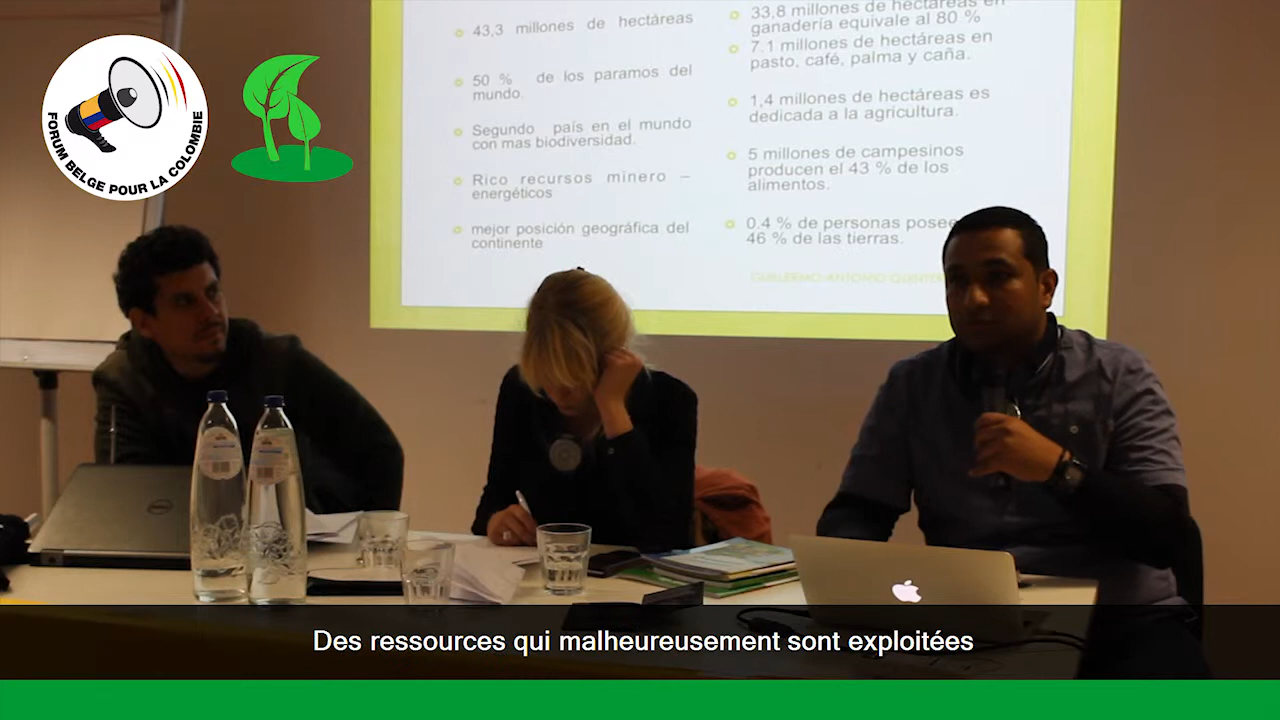 FORUM BELGE POUR LA COLOMBIE
43,3 millones de hectáreas
50 % de los paramos del
mundo.
Segundo país en el mundo
con mas biodiversidad.
Rico recursos minero –
energéticos
mejor posición geográfica del
continente
33,8 millones de hectáreas en
ganadería equivale al 80 %
7.1 millones de hectáreas en
pasto, café, palma y caña.
1,4 millones de hectáreas es
dedicada a la agricultura.
5 millones de campesinos
producen el 43 % de los
alimentos.
0.4 % de personas posee
46 % de las tierras.
GUILLERMO ANTONIO
DELL
Des ressources qui malheureusement sont exploitées